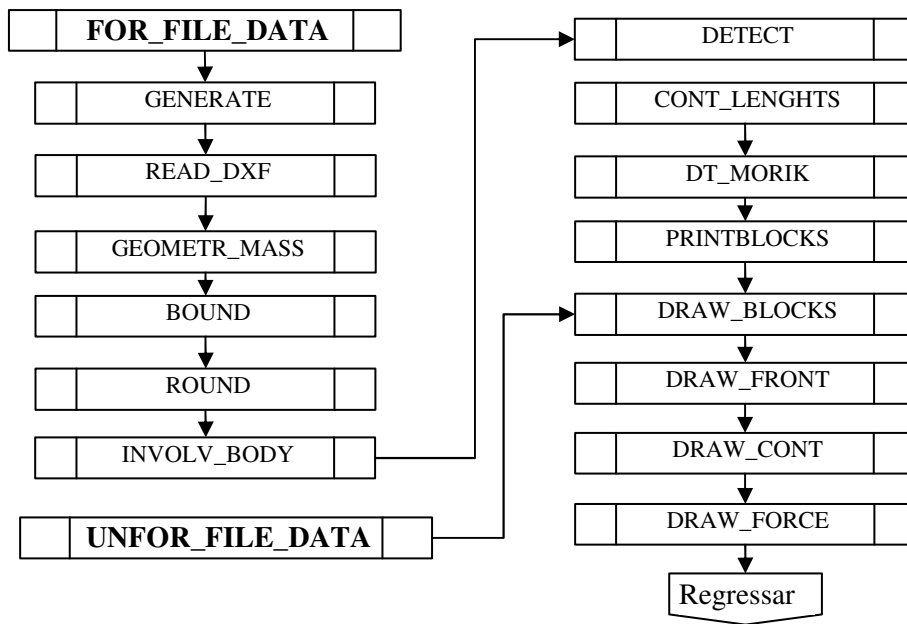 FOR_FILE_DATA
GENERATE
READ_DXF
GEOMETR_MASS
BOUND
ROUND
INVOLV_BODY
UNFOR_FILE_DATA
DETECT
CONT_LENGHTS
DT_MORIK
PRINTBLOCKS
DRAW_BLOCKS
DRAW_FRONT
DRAW_CONT
DRAW_FORCE
Regressar